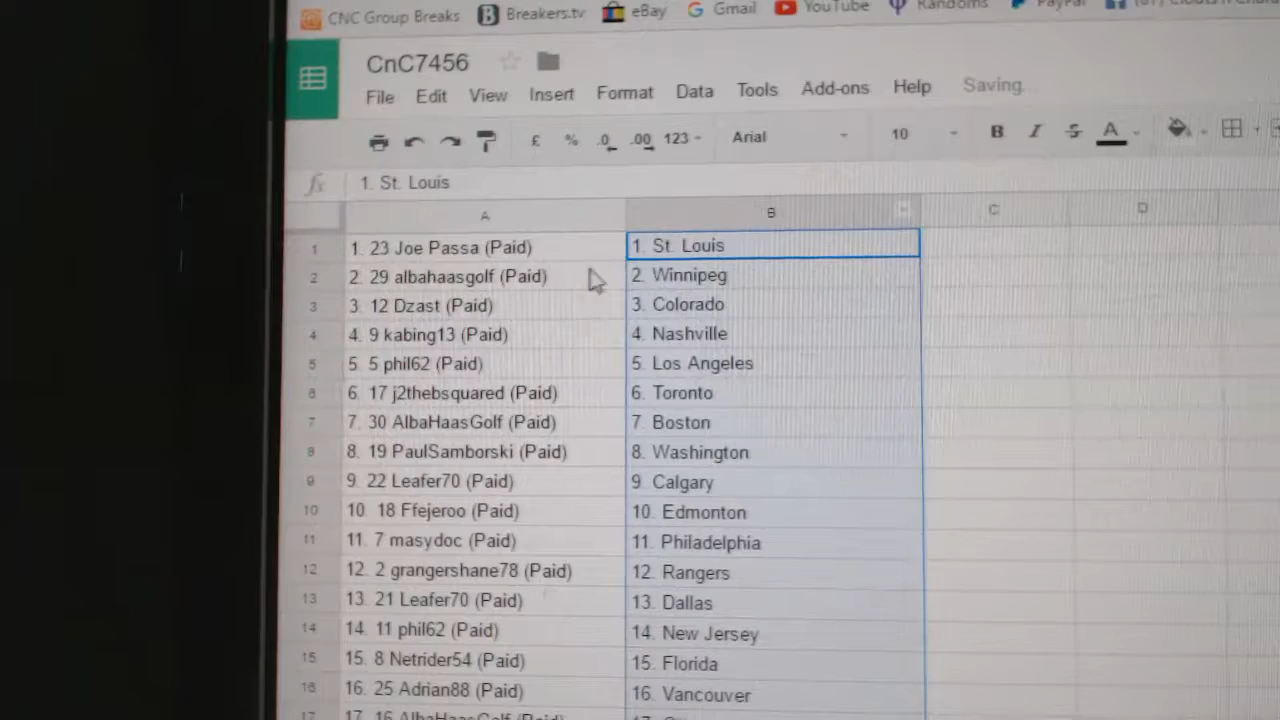 CNC Group Breaks Breakers.tv eBay Gmail YouTube Randoms PayPal
CnC7456
File Edit View Insert Format Data Tools Add-ons Help Saving...
£ % .0 .00 123 Arial 10 B I S A
fx 1. St. Louis
A B C D
1 1. 23 Joe Passa (Paid) 1. St. Louis
2 2. 29 albahaasgolf (Paid) 2. Winnipeg
3 3. 12 Dzast (Paid) 3. Colorado
4 4. 9 kabing13 (Paid) 4. Nashville
5 5. 5 phil62 (Paid) 5. Los Angeles
6 6. 17 j2thebsquared (Paid) 6. Toronto
7 7. 30 AlbaHaasGolf (Paid) 7. Boston
8 8. 19 PaulSamborski (Paid) 8. Washington
9 9. 22 Leafer70 (Paid) 9. Calgary
10 10. 18 Ffejeroo (Paid) 10. Edmonton
11 11. 7 masydoc (Paid) 11. Philadelphia
12 12. 2 grangershane78 (Paid) 12. Rangers
13 13. 21 Leafer70 (Paid) 13. Dallas
14 14. 11 phil62 (Paid) 14. New Jersey
15 15. 8 Netrider54 (Paid) 15. Florida
16 16. 25 Adrian88 (Paid) 16. Vancouver
17 17. 16 AlbaHaasGolf (Paid) 17.